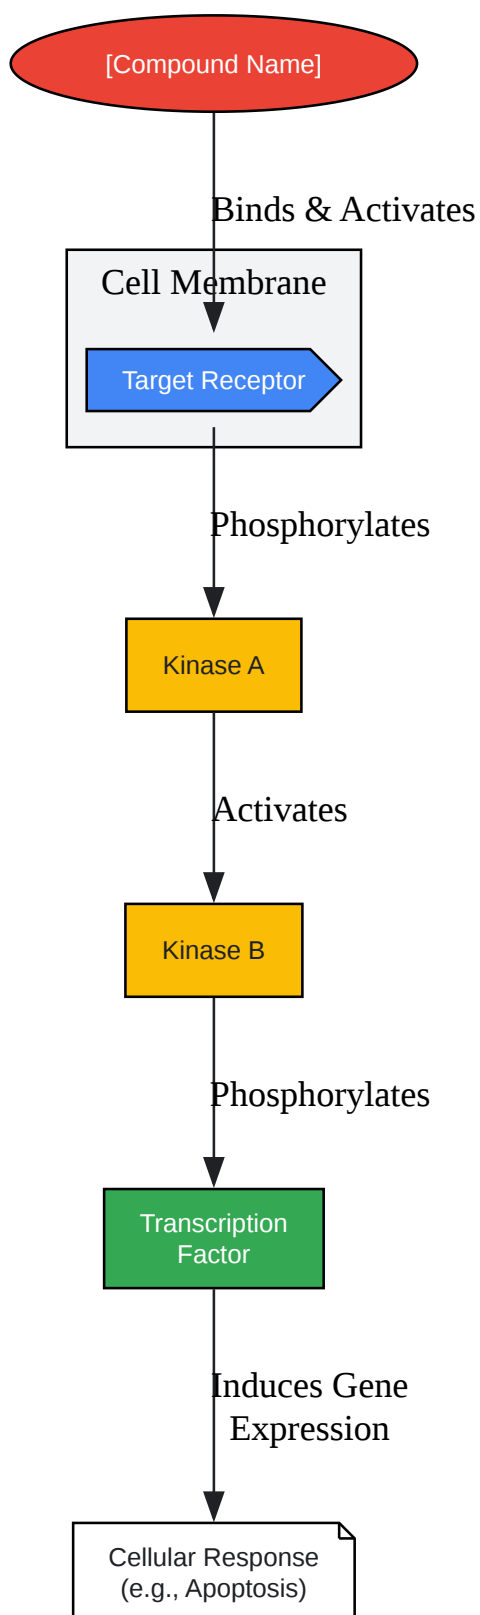 [Compound Name]
Binds & Activates
Cell Membrane
Target Receptor
Phosphorylates
Kinase A
Activates
Kinase B
Phosphorylates
Transcription
Factor
Induces Gene
Expression
Cellular Response
(e.g., Apoptosis)